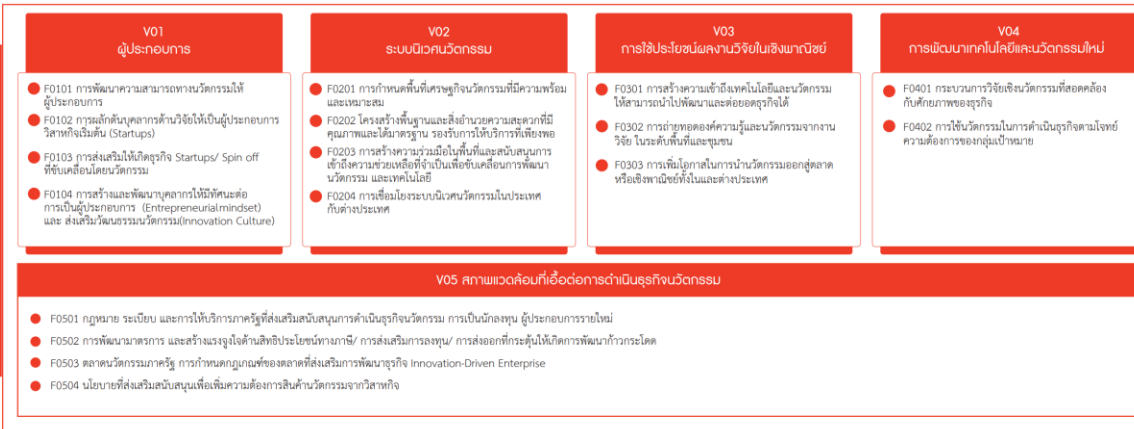 V01
ผู้ประกอบการ
F0101 การพัฒนาความสามารถทางนวัตกรรมให้
ผู้ประกอบการ
F0102 การผลักดันบุคลากรด้านวิจัยให้เป็นผู้ประกอบการ
วิสาหกิจเริ่มต้น (Startups)
F0103 การส่งเสริมให้เกิดธุรกิจ Startups/ Spin off
ที่ขับเคลื่อนโดยนวัตกรรม
F0104 การสร้างและพัฒนาบุคลากรให้มีทัศนะต่อ
การเป็นผู้ประกอบการ (Entrepreneurialmindset)
และ ส่งเสริมวัฒนธรรมนวัตกรรม(Innovation Culture)
V02
ระบบนิเวศนวัตกรรม
F0201 การกำหนดพื้นที่เศรษฐกิจนวัตกรรมที่มีความพร้อม
และเหมาะสม
F0202 โครงสร้างพื้นฐานและสิ่งอำนวยความสะดวกที่มี
คุณภาพและได้มาตรฐาน รองรับการให้บริการที่เพียงพอ
F0203 การสร้างความร่วมมือในพื้นที่และสนับสนุนการ
เข้าถึงความช่วยเหลือที่จำเป็นเพื่อขับเคลื่อนการพัฒนา
นวัตกรรม และเทคโนโลยี
F0204 การเชื่อมโยงระบบนิเวศนวัตกรรมในประเทศ
กับต่างประเทศ
V03
การใช้ประโยชน์ผลงานวิจัยในเชิงพาณิชย์
F0301 การสร้างความเข้าถึงเทคโนโลยีและนวัตกรรม
ให้สามารถนำไปพัฒนาและต่อยอดธุรกิจได้
F0302 การถ่ายทอดองค์ความรู้และนวัตกรรมจากงาน
วิจัย ในระดับพื้นที่และชุมชน
F0303 การเพิ่มโอกาสในการนำนวัตกรรมออกสู่ตลาด
หรือเชิงพาณิชย์ทั้งในและต่างประเทศ
V04
การพัฒนาเทคโนโลยีและนวัตกรรมใหม่
F0401 กระบวนการวิจัยเชิงนวัตกรรมที่สอดคล้อง
กับศักยภาพของธุรกิจ
F0402 การใช้นวัตกรรมในการดำเนินธุรกิจตามโจทย์
ความต้องการของกลุ่มเป้าหมาย
V05 สภาพแวดล้อมที่เอื้อต่อการดำเนินธุรกิจนวัตกรรม
F0501 กฎหมาย ระเบียบ และการให้บริการภาครัฐที่ส่งเสริมสนับสนุนการดำเนินธุรกิจนวัตกรรม การเป็นนักลงทุน ผู้ประกอบการรายใหม่
F0502 การพัฒนามาตรการ และสร้างแรงจูงใจด้านสิทธิประโยชน์ทางภาษี/ การส่งเสริมการลงทุน/ การส่งออกที่กระตุ้นให้เกิดการพัฒนาก้าวกระโดด
F0503 ตลาดนวัตกรรมภาครัฐ การกำหนดกฎเกณฑ์ของตลาดที่ส่งเสริมการพัฒนาธุรกิจ Innovation-Driven Enterprise
F0504 นโยบายที่ส่งเสริมสนับสนุนเพื่อเพิ่มความต้องการสินค้านวัตกรรมจากวิสาหกิจ